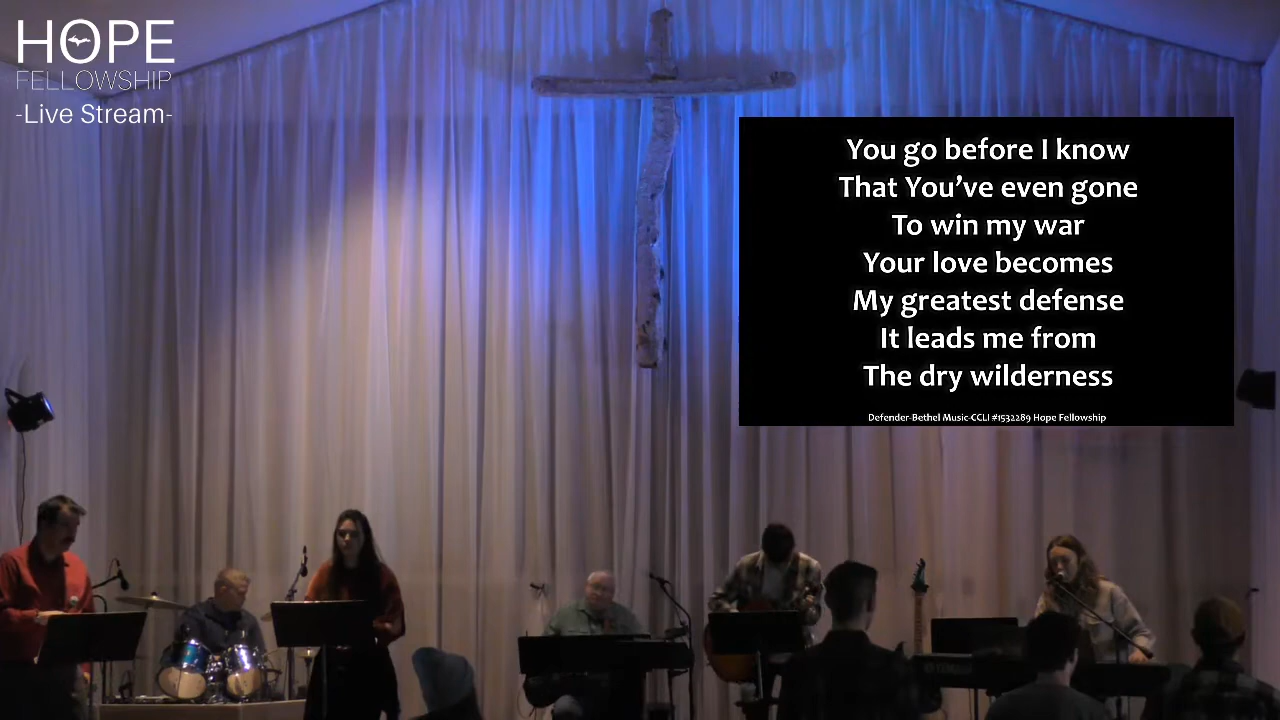 HOPE
FELLOWSHIP
-Live Stream-
You go before I know
That You’ve even gone
To win my war
Your love becomes
My greatest defense
It leads me from
The dry wilderness
Defender-Bethel Music-CCLI #1532289 Hope Fellowship